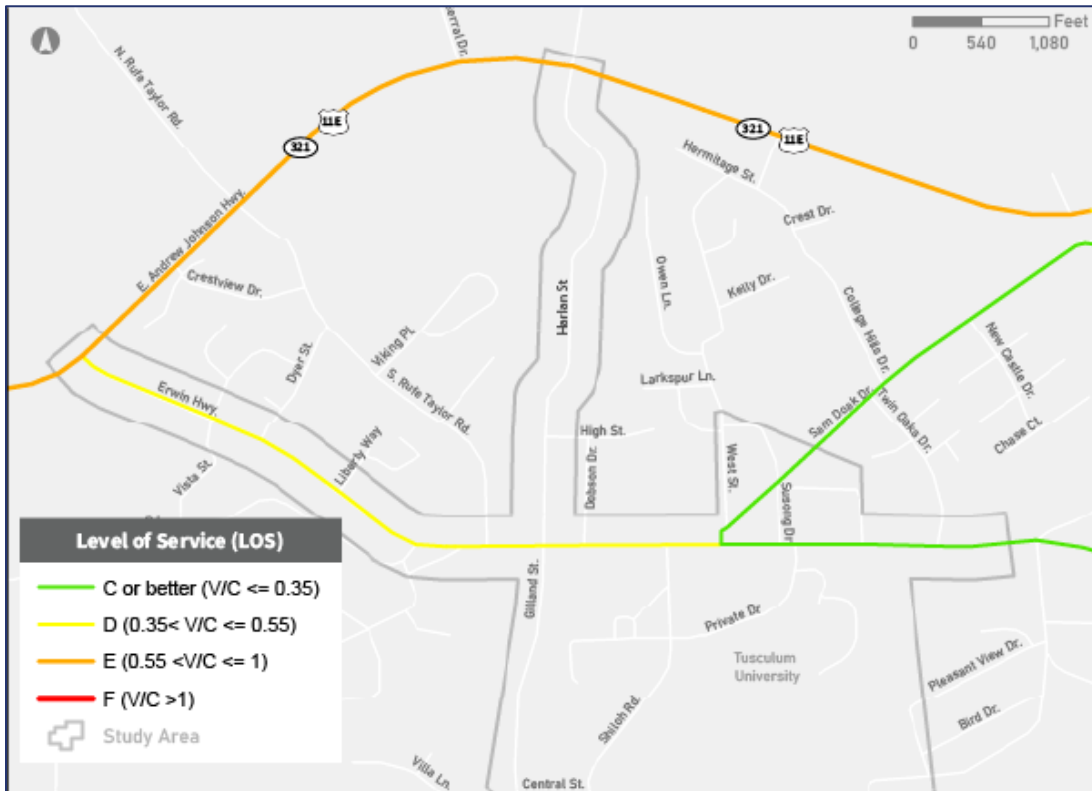 Feet
0 540 1,080
N. Rufe Taylor Rd.
erral Dr.
11E
321
321
11E
Hermitage St.
Crest Dr.
E. Andrew Johnson Hwy.
Crestview Dr.
Owen Ln.
Kelly Dr.
Harlan St
College Hills Dr.
New Castle Dr.
Viking Pl.
Dyer St.
Erwin Hwy.
S. Rufe Taylor Rd.
Larkspur Ln.
Sam Doak Dr.
Twin Oaka Dr.
Chase Ct.
High St.
Liberty Way
Dobson Dr.
West St.
Vista St.
Susong Dr
Level of Service (LOS)
C or better (V/C <= 0.35)
D (0.35< V/C <= 0.55)
E (0.55 <V/C <= 1)
F (V/C >1)
Study Area
Gilland St.
Private Dr
Tusculum
University
Pleasant View Dr.
Bird Dr.
Shiloh Rd.
Villa Ln.
Central St.